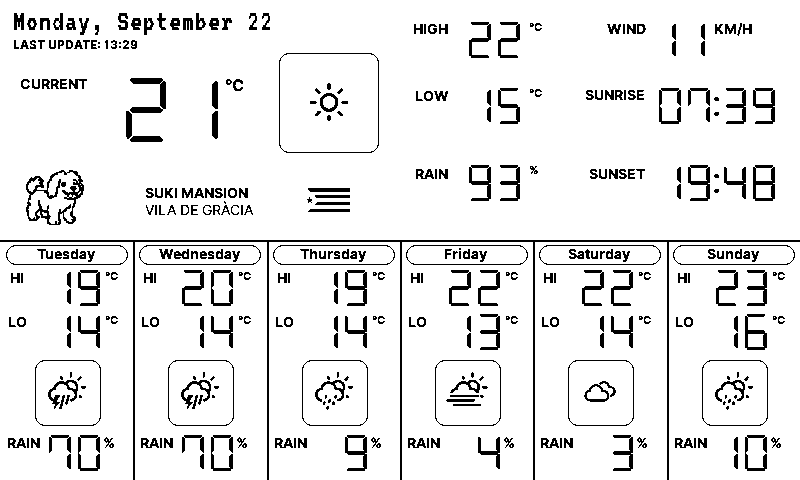 Monday, September 22
LAST UPDATE: 13:29
CURRENT 21 °C
HIGH 22 °C
WIND 11 KM/H
LOW 15 °C
SUNRISE 07:39
RAIN 93 %
SUNSET 19:48
SUKI MANSION
VILA DE GRÀCIA
Tuesday
HI 19 °C
LO 14 °C
RAIN 70 %
Wednesday
HI 20 °C
LO 14 °C
RAIN 70 %
Thursday
HI 19 °C
LO 14 °C
RAIN 9 %
Friday
HI 22 °C
LO 13 °C
RAIN 4 %
Saturday
HI 22 °C
LO 14 °C
RAIN 3 %
Sunday
HI 23 °C
LO 16 °C
RAIN 10 %